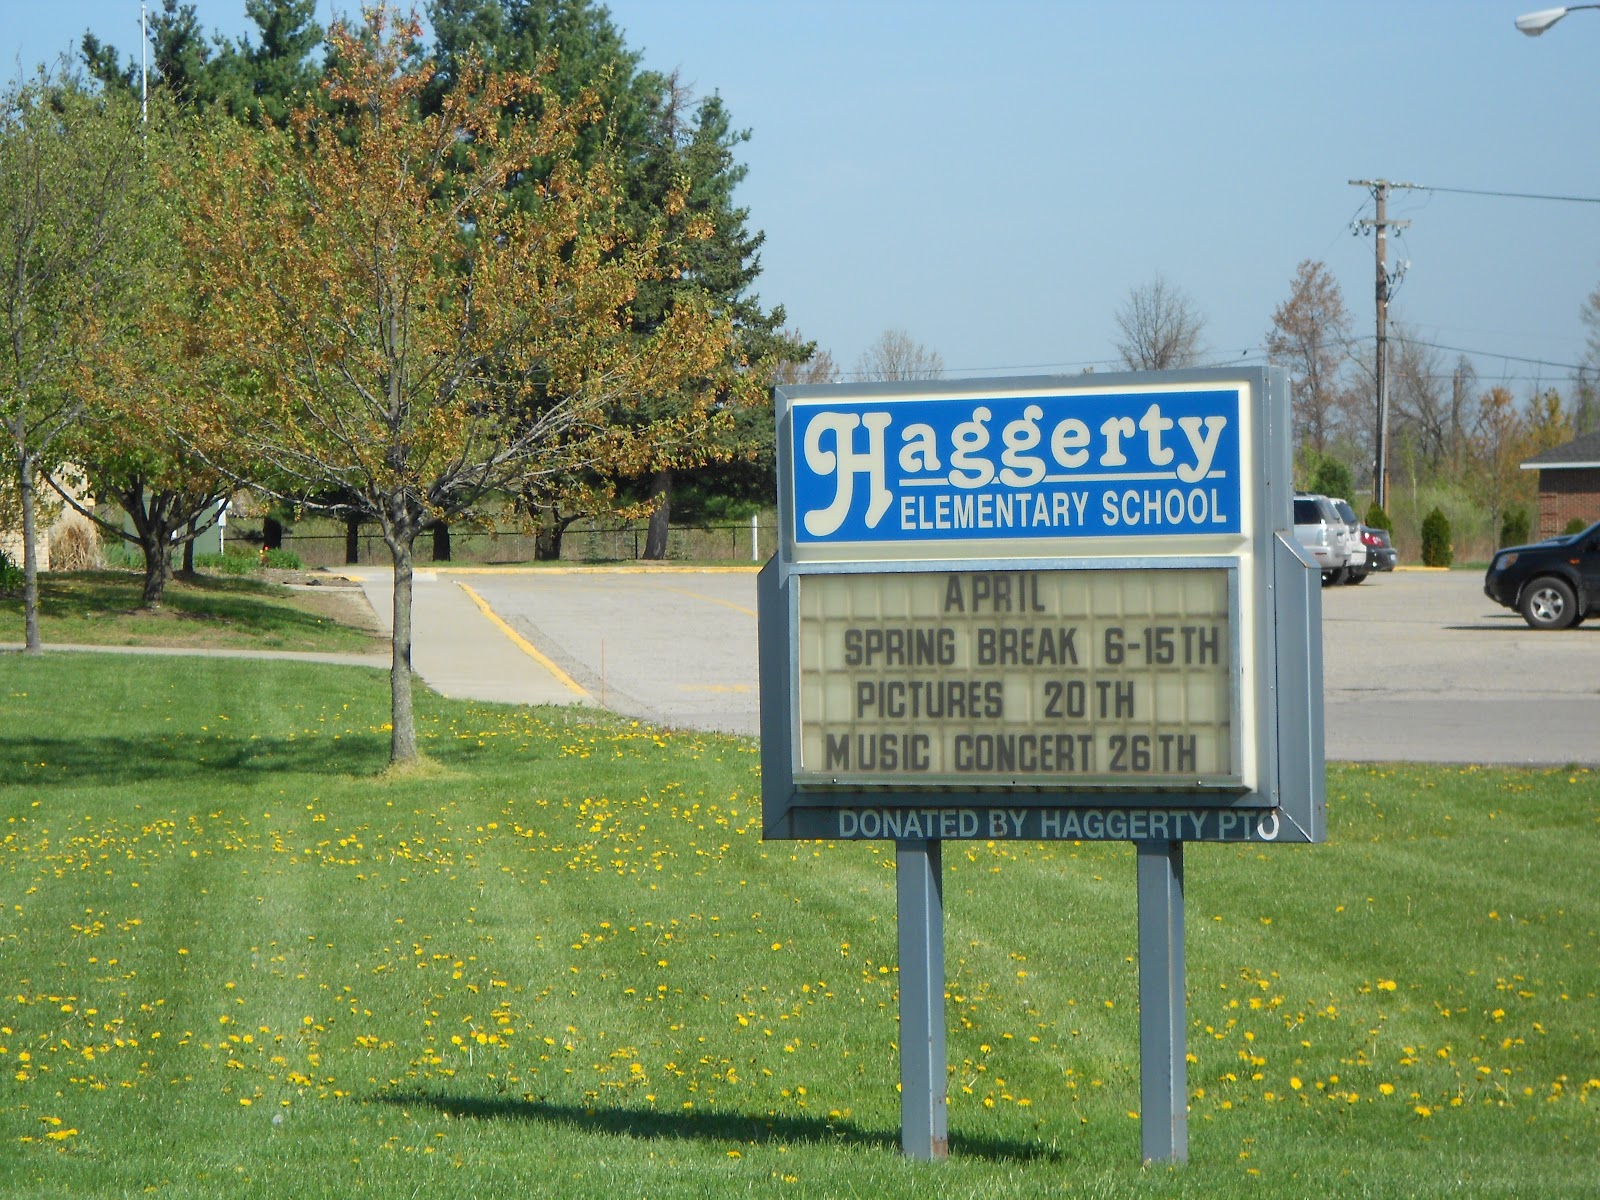 Haggerty
ELEMENTARY SCHOOL
APRIL
SPRING BREAK 6-15TH
PICTURES 20TH
MUSIC CONCERT 26TH
DONATED BY HAGGERTY PTO